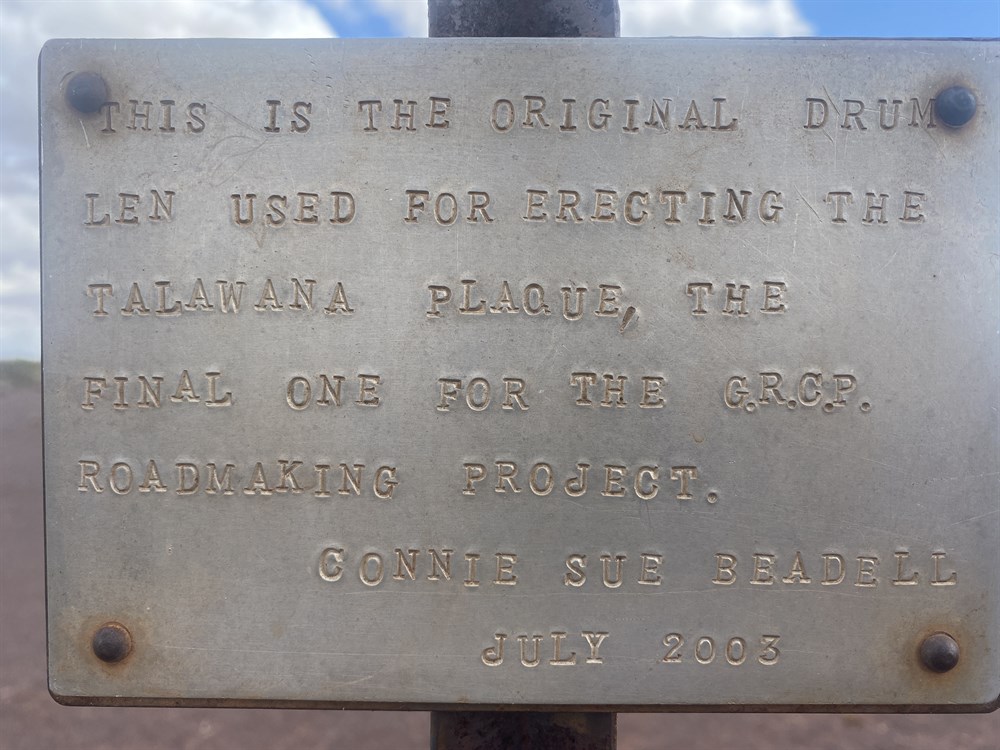 THIS IS THE ORIGINAL DRUM
LEN USED FOR ERECTING THE
TALAWANA PLAQUE, THE
FINAL ONE FOR THE G.R.C.P.
ROADMAKING PROJECT.
CONNIE SUE BEADELL
JULY 2003